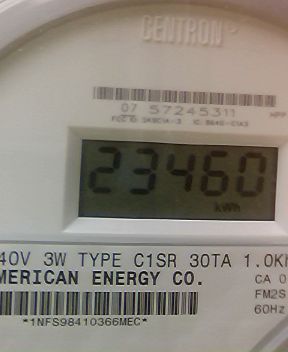 CENTRON
07 57245311
23460
kWh
40V 3W TYPE C1SR 30TA 1.0K
MERICAN ENERGY CO.
CA 0
FM2S
60Hz
*1NFS98410366MEC*